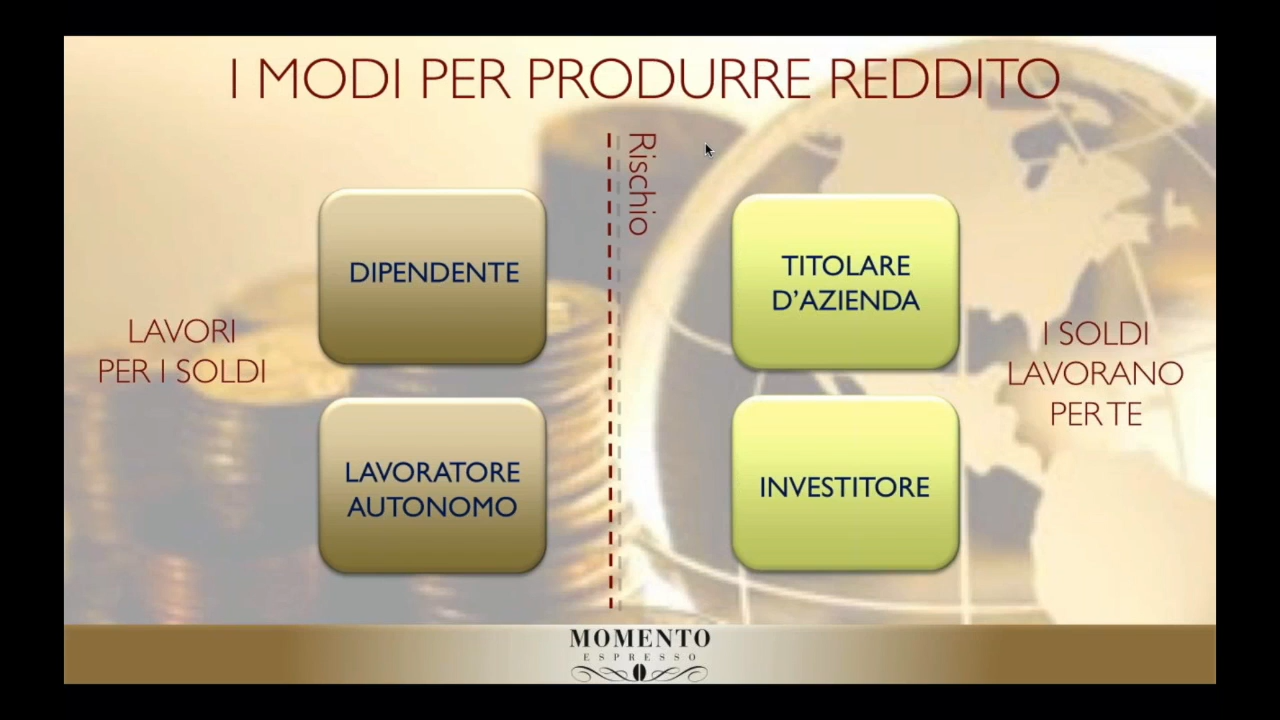 I MODI PER PRODURRE REDDITO
Rischio
DIPENDENTE
TITOLARE
D'AZIENDA
LAVORI
PER I SOLDI
I SOLDI
LAVORANO
PER TE
LAVORATORE
AUTONOMO
INVESTITORE
MOMENTO
ESPRESSO